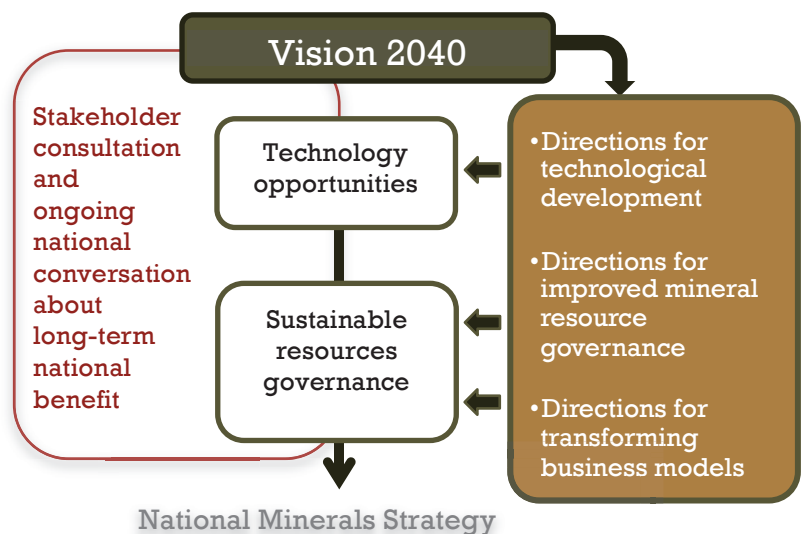 Vision 2040
Stakeholder
consultation
and
ongoing
national
conversation
about
long-term
national
benefit
Technology
opportunities
Sustainable
resources
governance
•Directions for
technological
development
•Directions for
improved mineral
resource
governance
•Directions for
transforming
business models
National Minerals Strategy